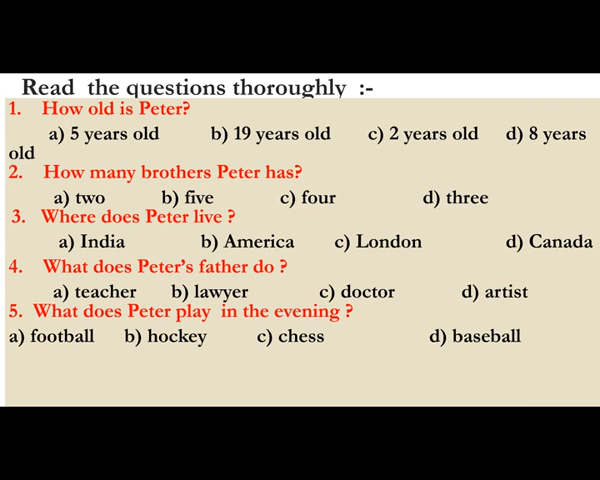 Read the questions thoroughly :-
1. How old is Peter?
a) 5 years old b) 19 years old c) 2 years old d) 8 years
old
2. How many brothers Peter has?
a) two b) five c) four d) three
3. Where does Peter live ?
a) India b) America c) London d) Canada
4. What does Peter's father do ?
a) teacher b) lawyer c) doctor d) artist
5. What does Peter play in the evening ?
a) football b) hockey c) chess d) baseball